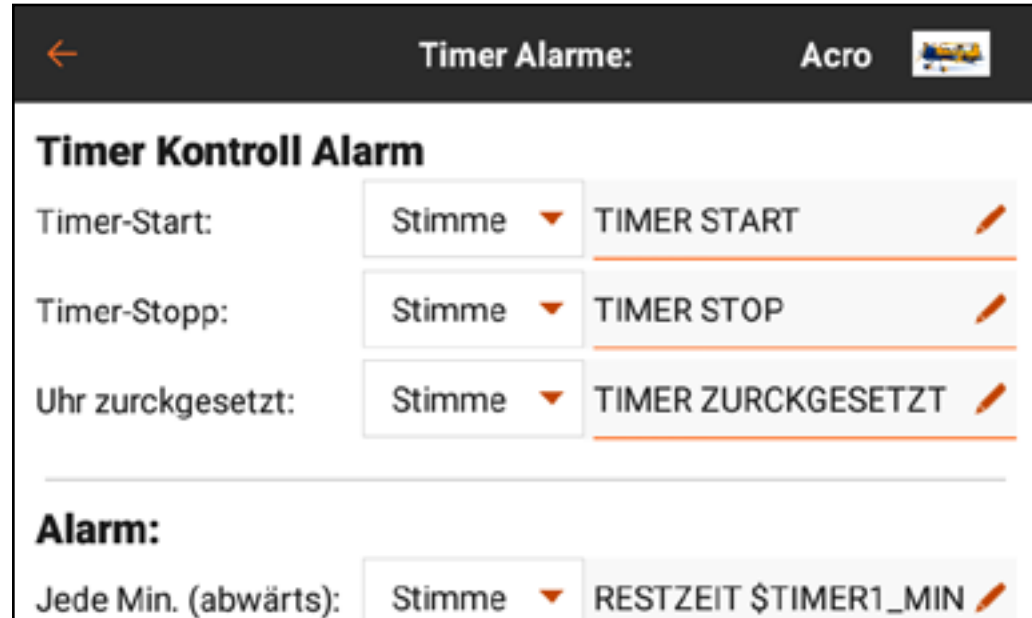 Timer Alarme: Acro
Timer Kontroll Alarm
Timer-Start: Stimme TIMER START
Timer-Stopp: Stimme TIMER STOP
Uhr zurckgesetzt: Stimme TIMER ZURCKGESETZT
Alarm:
Jede Min. (abwärts): Stimme RESTZEIT $TIMER1_MIN